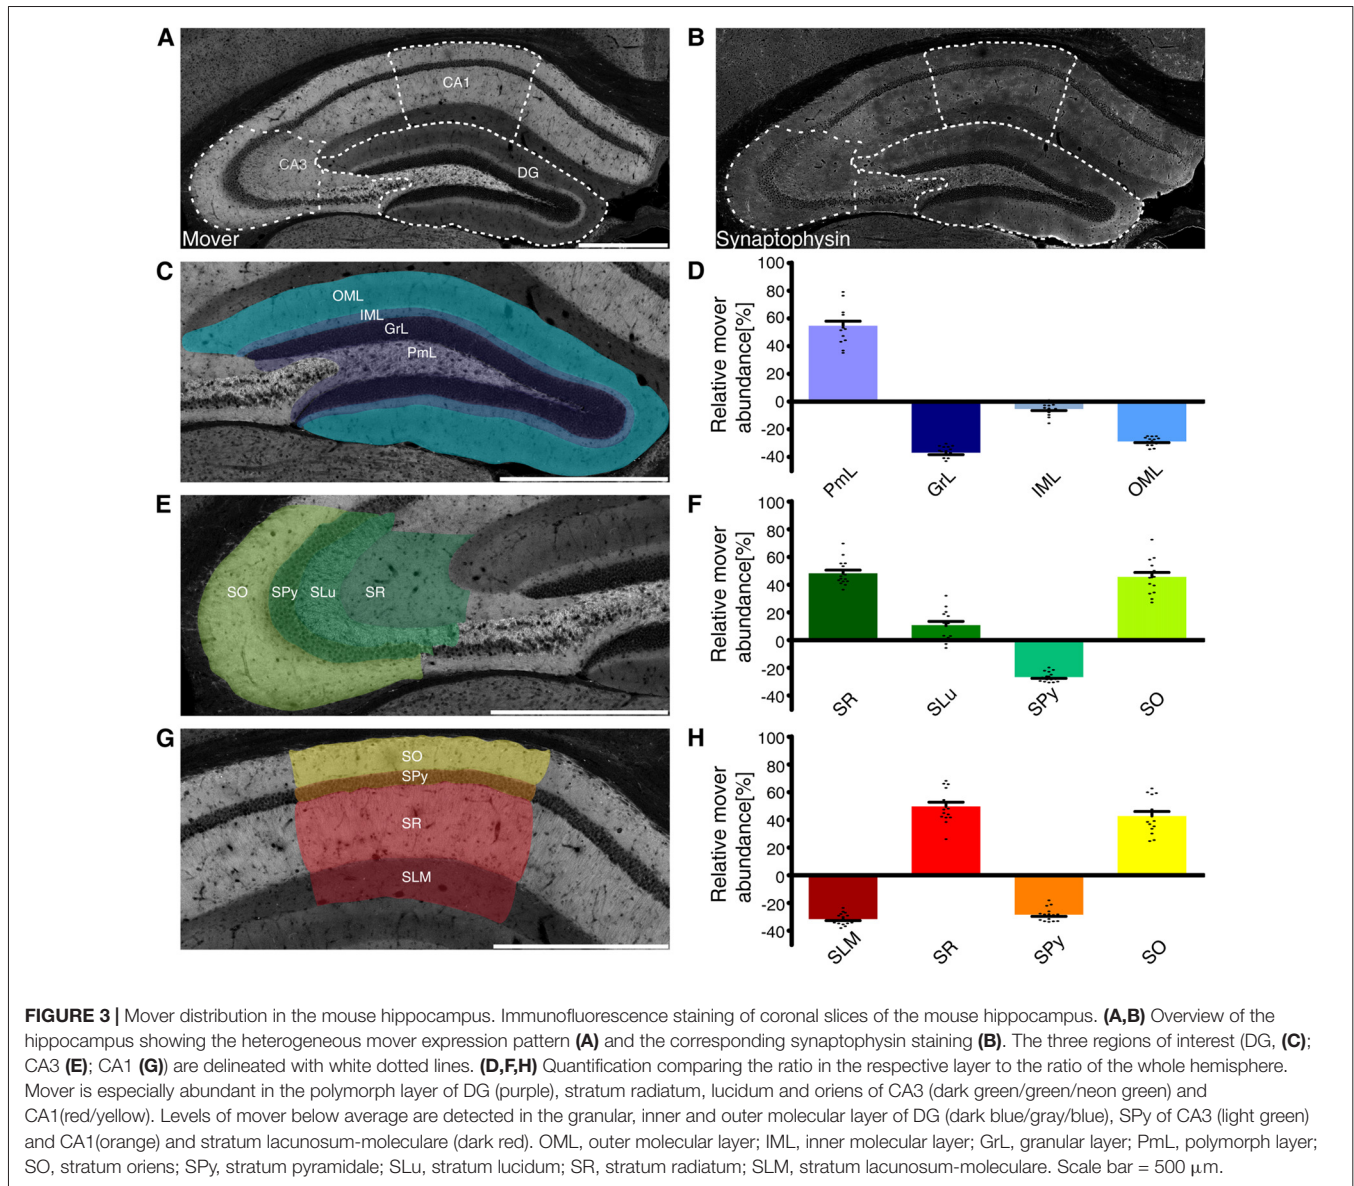 A
B
CA1
CA3
DG
Mover
CA1
CA3
DG
Synaptophysin
C
OML
IML
GrL
PmL
D
Relative mover
abundance[%]
100
80
60
40
20
0
-20
-40
PmL
GrL
IML
OML
E
SO
SPy
SLu
SR
F
Relative mover
abundance[%]
100
80
60
40
20
0
-20
-40
SR
SLu
SPy
SO
G
SO
SPy
SR
SLM
H
Relative mover
abundance[%]
100
80
60
40
20
0
-20
-40
SLM
SR
SPy
SO
FIGURE 3 | Mover distribution in the mouse hippocampus. Immunofluorescence staining of coronal slices of the mouse hippocampus. (A,B) Overview of the
hippocampus showing the heterogeneous mover expression pattern (A) and the corresponding synaptophysin staining (B). The three regions of interest (DG, (C);
CA3 (E); CA1 (G)) are delineated with white dotted lines. (D,F,H) Quantification comparing the ratio in the respective layer to the ratio of the whole hemisphere.
Mover is especially abundant in the polymorph layer of DG (purple), stratum radiatum, lucidum and oriens of CA3 (dark green/green/neon green) and
CA1(red/yellow). Levels of mover below average are detected in the granular, inner and outer molecular layer of DG (dark blue/gray/blue), SPy of CA3 (light green)
and CA1(orange) and stratum lacunosum-moleculare (dark red). OML, outer molecular layer; IML, inner molecular layer; GrL, granular layer; PmL, polymorph layer;
SO, stratum oriens; SPy, stratum pyramidale; SLu, stratum lucidum; SR, stratum radiatum; SLM, stratum lacunosum-moleculare. Scale bar = 500 μm.